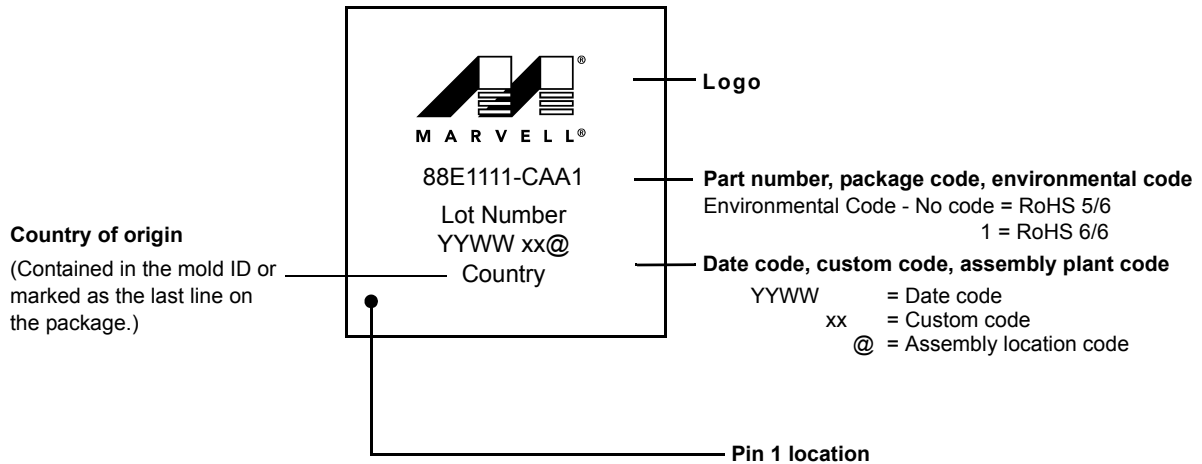 ®
MARVELL®
88E1111-CAA1
Lot Number
YYWW xx@
Country
Logo
Part number, package code, environmental code
Environmental Code - No code = RoHS 5/6
1 = RoHS 6/6
Date code, custom code, assembly plant code
YYWW = Date code
xx = Custom code
@ = Assembly location code
Country of origin
(Contained in the mold ID or
marked as the last line on
the package.)
Pin 1 location